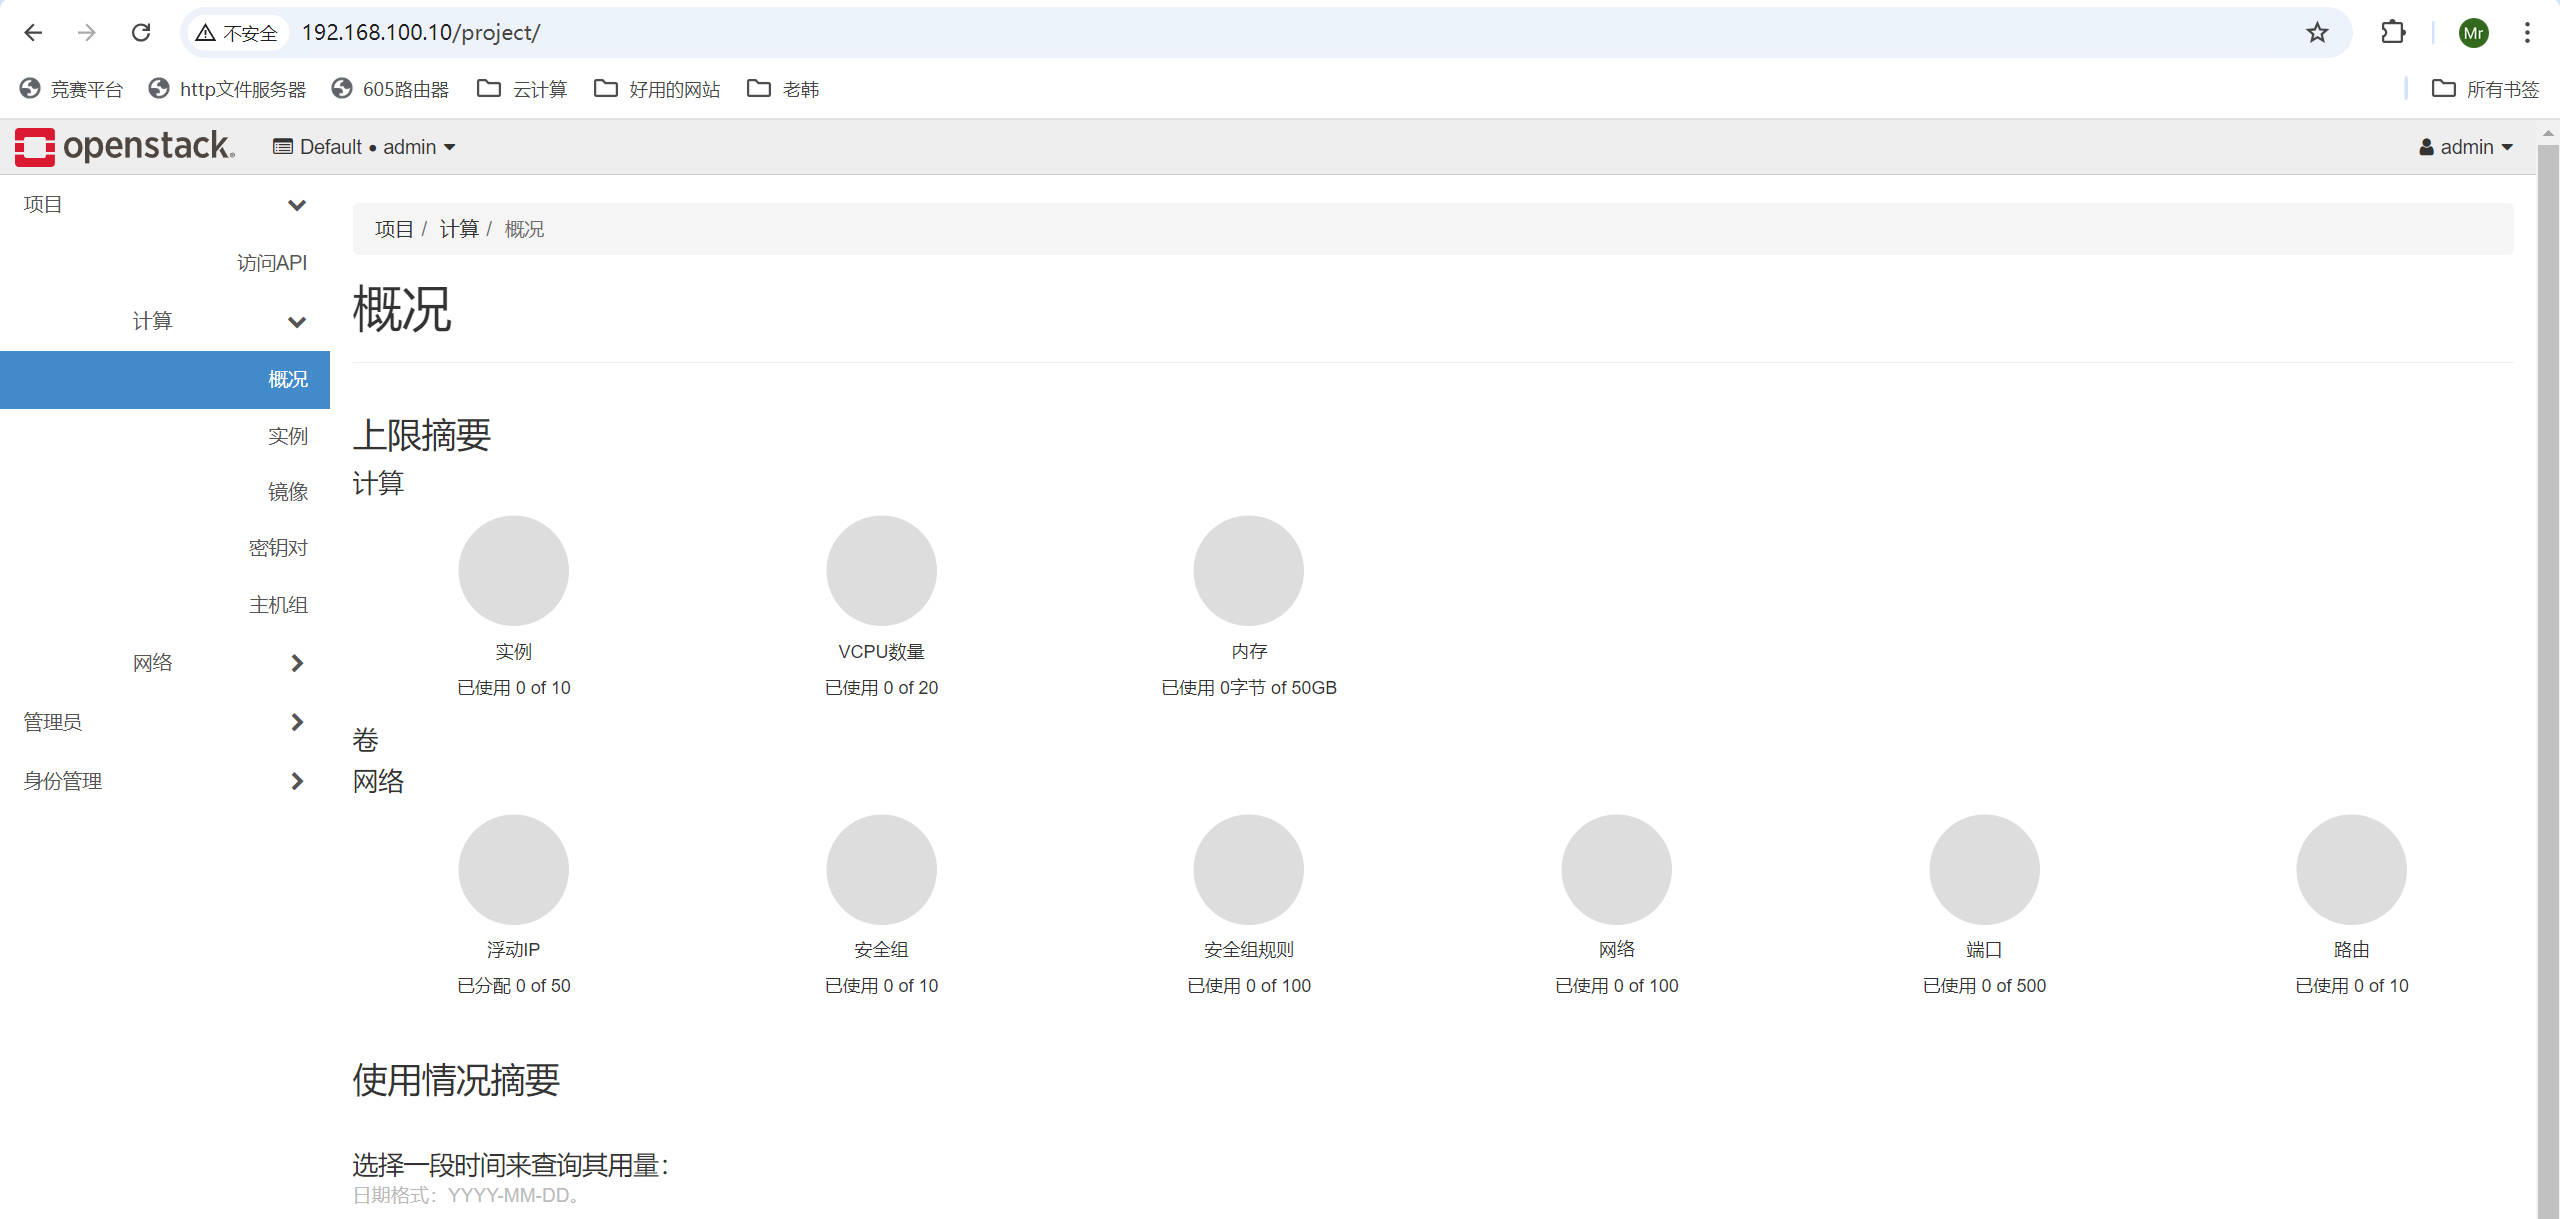 不安全 192.168.100.10/project/ Mr
竞赛平台 http文件服务器 605路由器 云计算 好用的网站 老韩 所有书签
openstack. Default • admin admin
项目
访问API
计算
概况
实例
镜像
密钥对
主机组
网络
管理员
身份管理
项目 / 计算 / 概况
概况
上限摘要
计算
实例 VCPU数量 内存
已使用 0 of 10 已使用 0 of 20 已使用 0字节 of 50GB
卷
网络
浮动IP 安全组 安全组规则 网络 端口 路由
已分配 0 of 50 已使用 0 of 10 已使用 0 of 100 已使用 0 of 100 已使用 0 of 500 已使用 0 of 10
使用情况摘要
选择一段时间来查询其用量：
日期格式：YYYY-MM-DD。